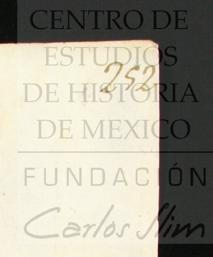 CENTRO DE
ESTUDIOS
252
DE HISTORIA
DE MEXICO
FUNDACIÓN
Carlos Slim